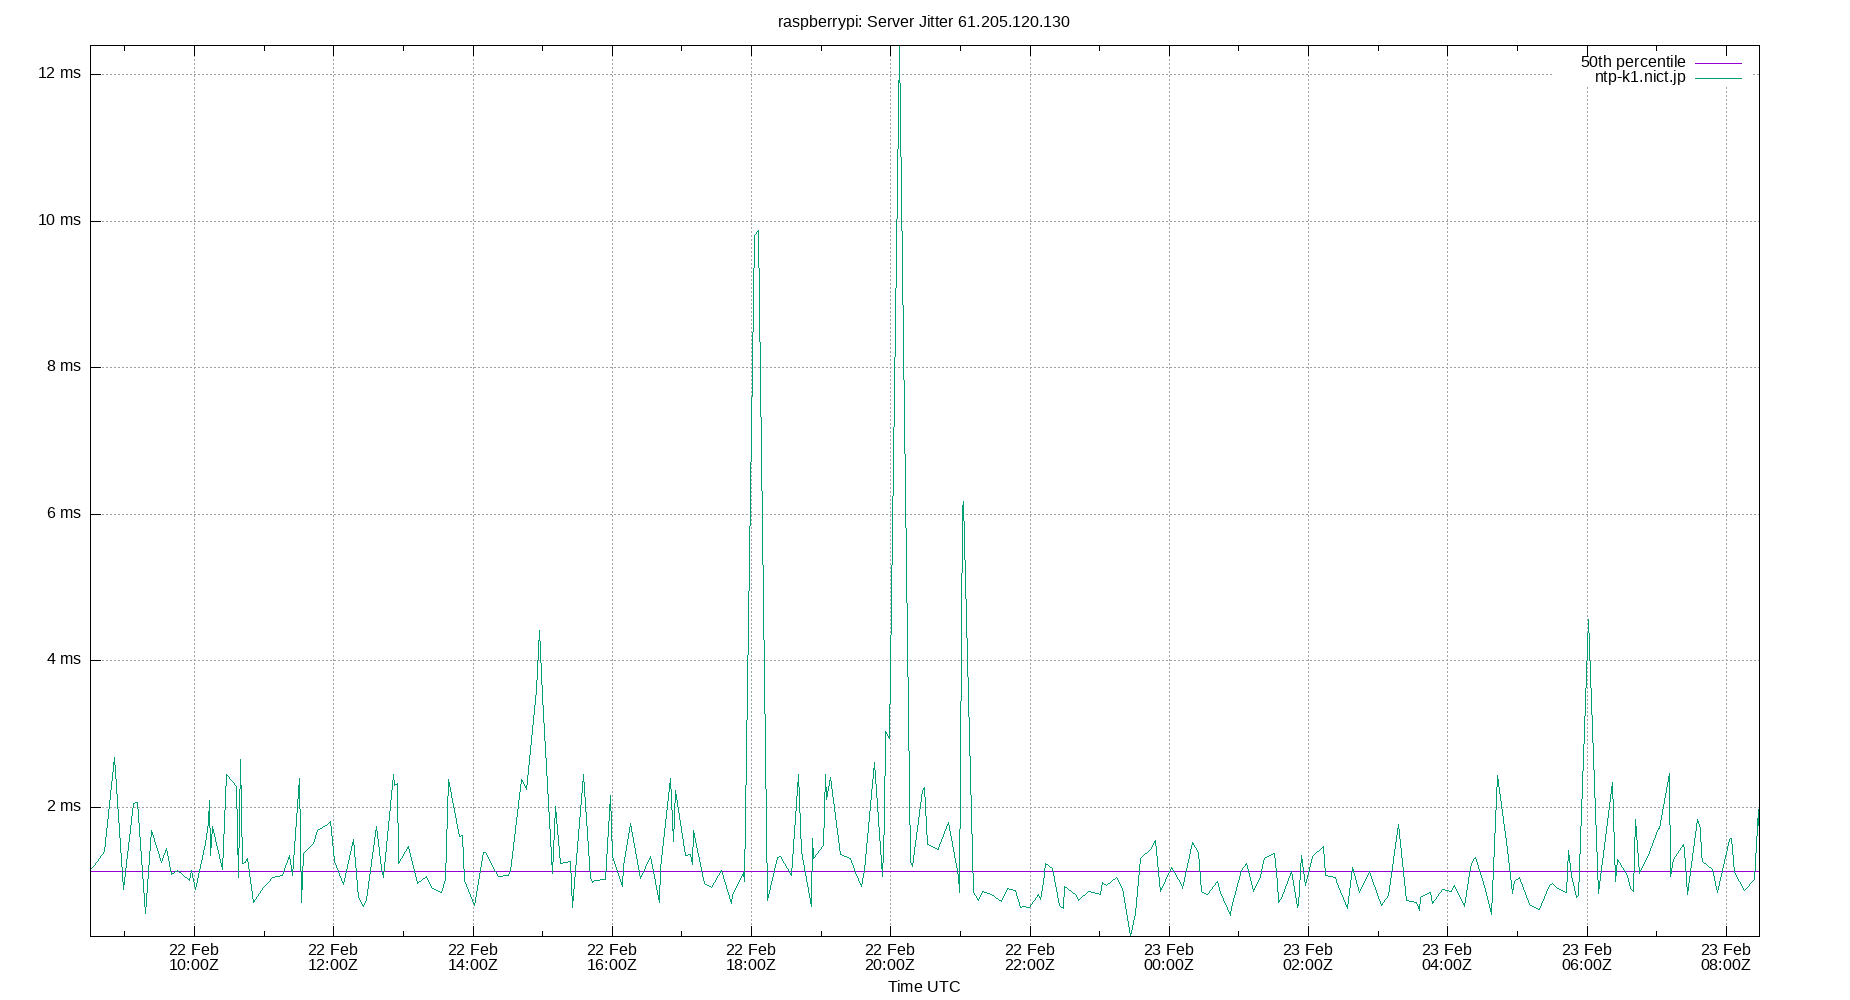 raspberrypi: Server Jitter 61.205.120.130
50th percentile
ntp-k1.nict.jp
12 ms
10 ms
8 ms
6 ms
4 ms
2 ms
22 Feb 22 Feb 22 Feb 22 Feb 22 Feb 22 Feb 22 Feb 23 Feb 23 Feb 23 Feb 23 Feb 23 Feb
10:00Z 12:00Z 14:00Z 16:00Z 18:00Z 20:00Z 22:00Z 00:00Z 02:00Z 04:00Z 06:00Z 08:00Z
Time UTC